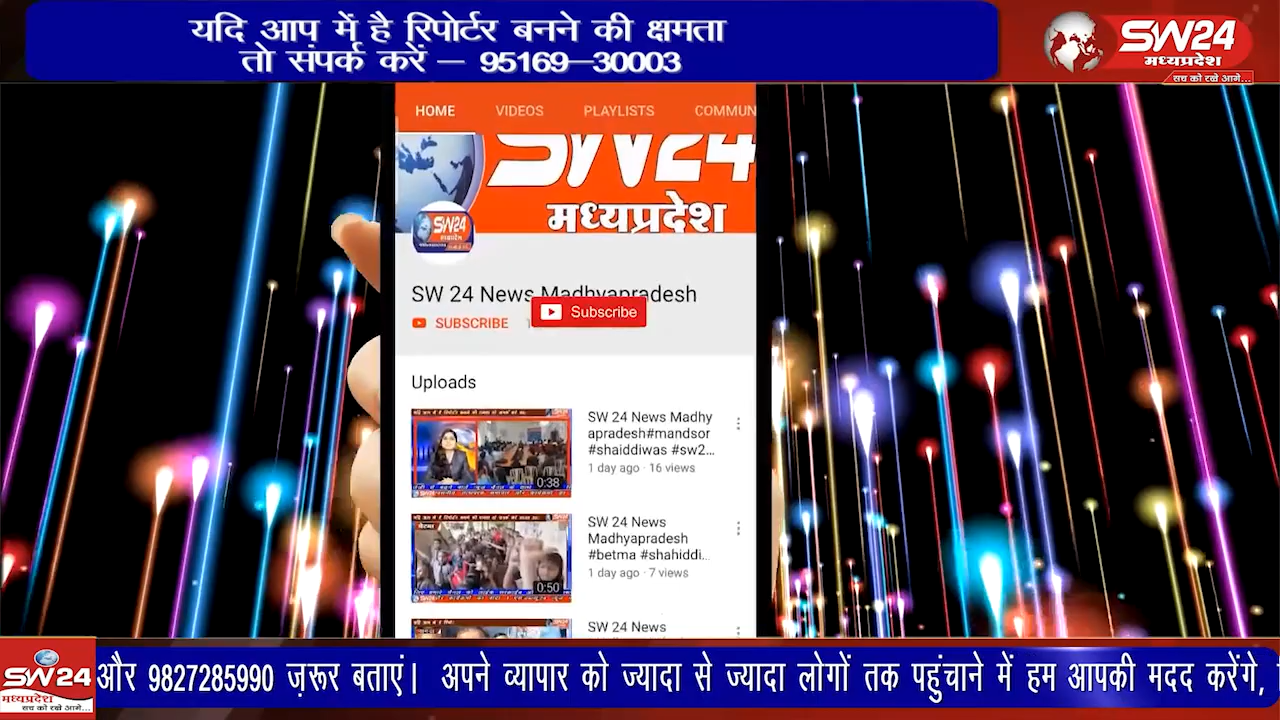 यदि आप में है रिपोर्टर बनने की क्षमता
तो संपर्क करें – 95169–30003
SW24
मध्यप्रदेश
सच को रखे आगे...
HOME VIDEOS PLAYLISTS COMMUN
SW24
मध्यप्रदेश
SW24
SW 24 News Madhyapradesh
SUBSCRIBE
Subscribe
Uploads
SW 24 News Madhy
apradesh#mandsor
#shaiddiwas #sw2...
1 day ago · 16 views
0:38
SW 24 News
Madhyapradesh
#betma #shahiddi...
1 day ago · 7 views
0:50
SW 24 News
SW24
मध्यप्रदेश
सच को रखे आगे...
और 9827285990 ज़रूर बताएं। अपने व्यापार को ज्यादा से ज्यादा लोगों तक पहुंचाने में हम आपकी मदद करेंगे,